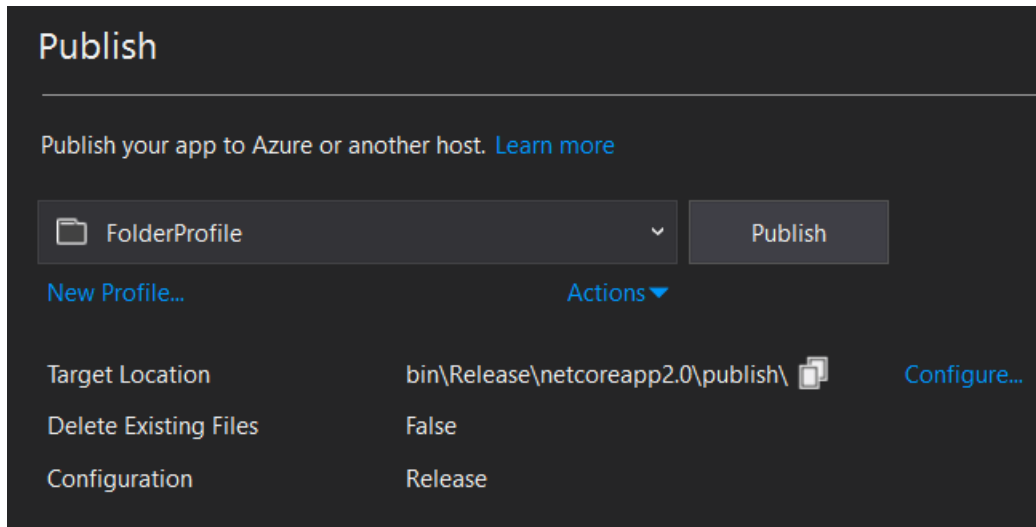 Publish
Publish your app to Azure or another host. Learn more
FolderProfile Publish
New Profile... Actions
Target Location bin\Release\netcoreapp2.0\publish\ Configure...
Delete Existing Files False
Configuration Release